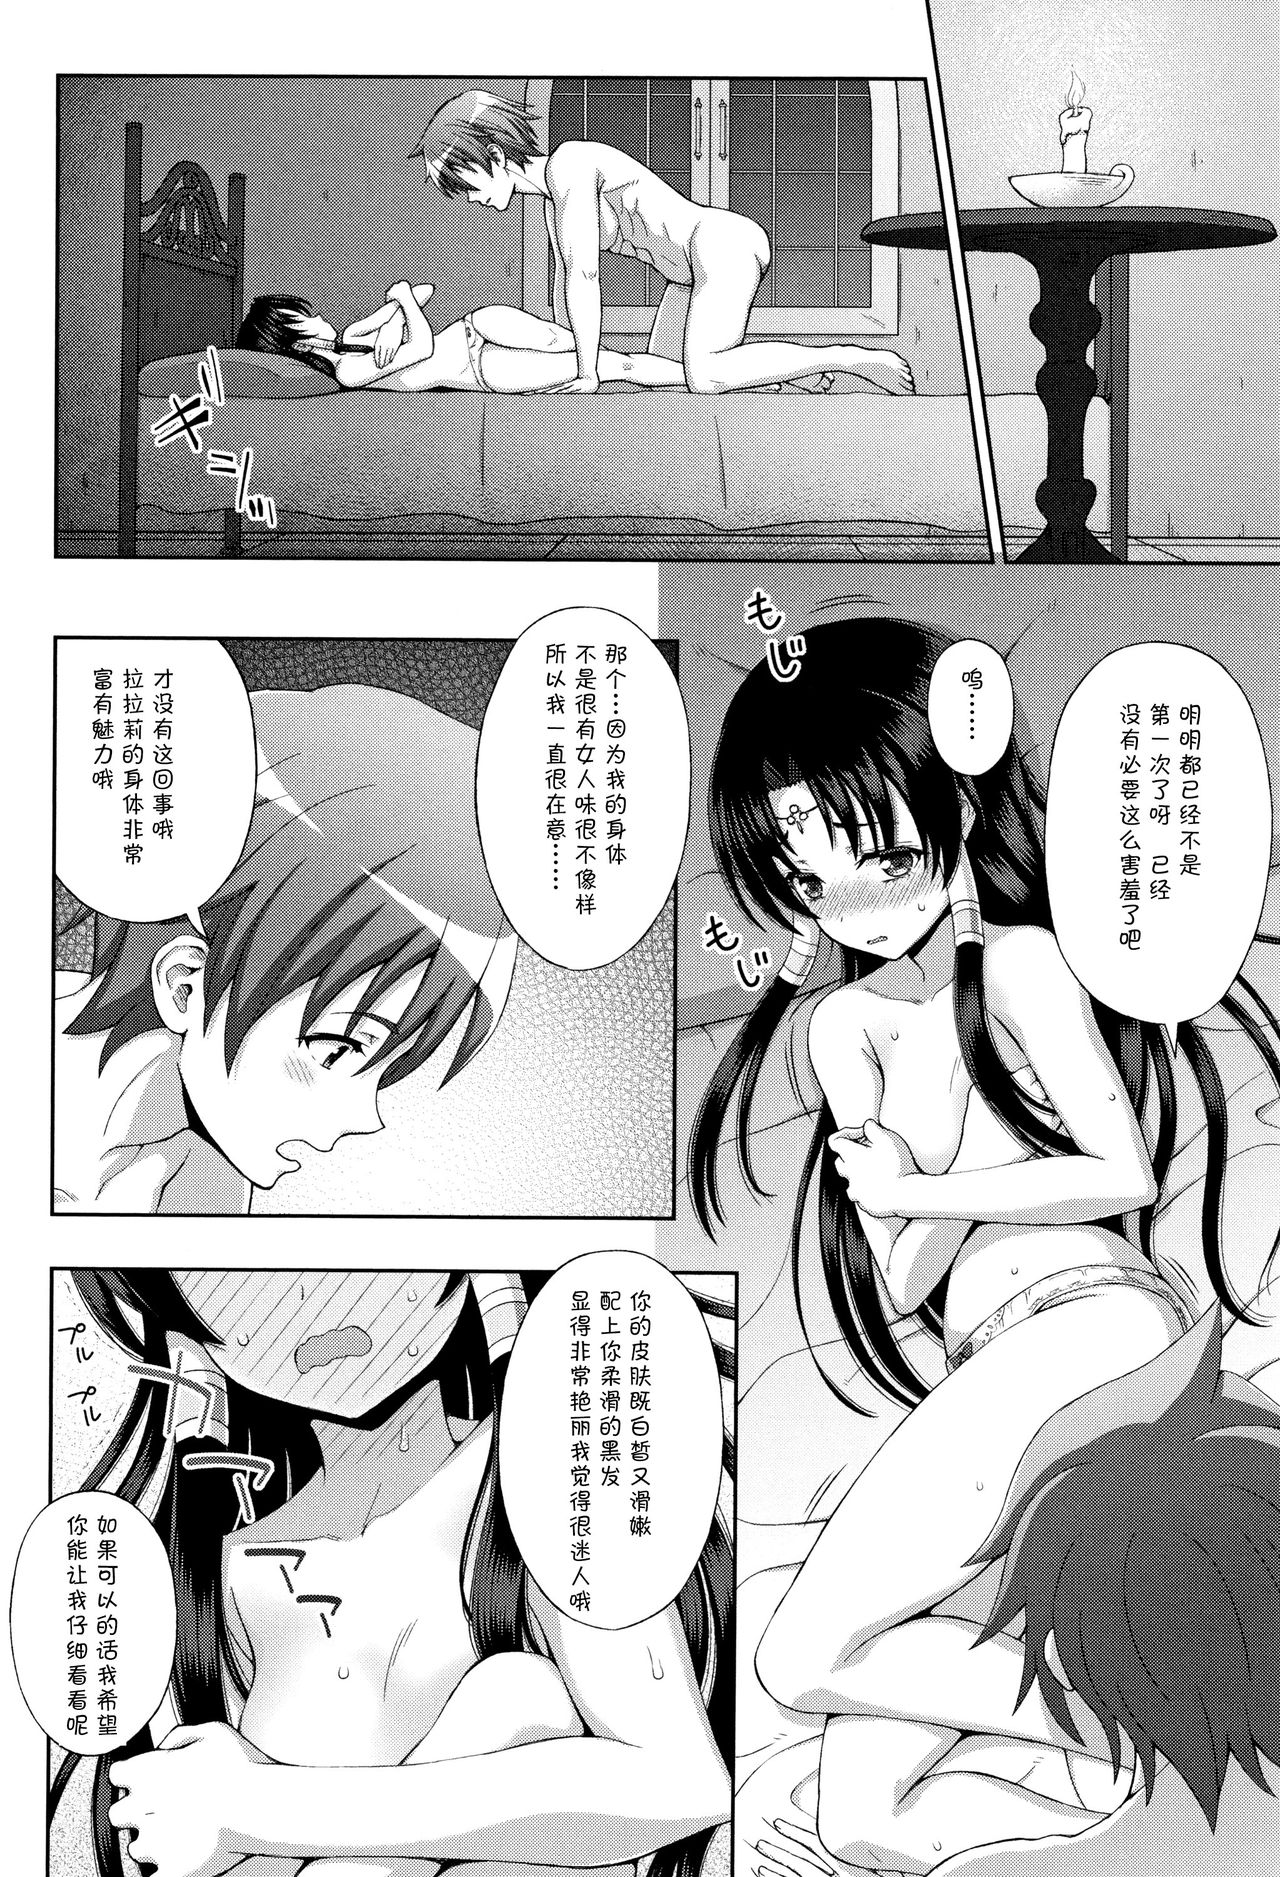 ギ
シッ
明明都已经不是
第一次了呀 已经
没有必要这么害羞了吧
呜……
もじ
もじ
那个…因为我的身体
不是很有女人味很不像样
所以我一直很在意……
才没有这回事哦
拉拉莉的身体非常
富有魅力哦
你的皮肤既白皙又滑嫩
配上你柔滑的黑发
显得非常艳丽我觉得很迷人哦
プル
プル
如果可以的话我希望
你能让我仔细看看呢